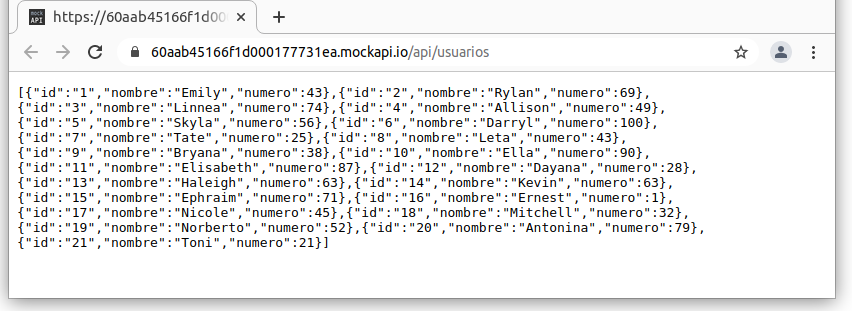 mock API https://60aab45166f1d00
60aab45166f1d000177731ea.mockapi.io/api/usuarios
[{"id":"1","nombre":"Emily","numero":43},{"id":"2","nombre":"Rylan","numero":69},
{"id":"3","nombre":"Linnea","numero":74},{"id":"4","nombre":"Allison","numero":49},
{"id":"5","nombre":"Skyla","numero":56},{"id":"6","nombre":"Darryl","numero":100},
{"id":"7","nombre":"Tate","numero":25},{"id":"8","nombre":"Leta","numero":43},
{"id":"9","nombre":"Bryana","numero":38},{"id":"10","nombre":"Ella","numero":90},
{"id":"11","nombre":"Elisabeth","numero":87},{"id":"12","nombre":"Dayana","numero":28},
{"id":"13","nombre":"Haleigh","numero":63},{"id":"14","nombre":"Kevin","numero":63},
{"id":"15","nombre":"Ephraim","numero":71},{"id":"16","nombre":"Ernest","numero":1},
{"id":"17","nombre":"Nicole","numero":45},{"id":"18","nombre":"Mitchell","numero":32},
{"id":"19","nombre":"Norberto","numero":52},{"id":"20","nombre":"Antonina","numero":79},
{"id":"21","nombre":"Toni","numero":21}]